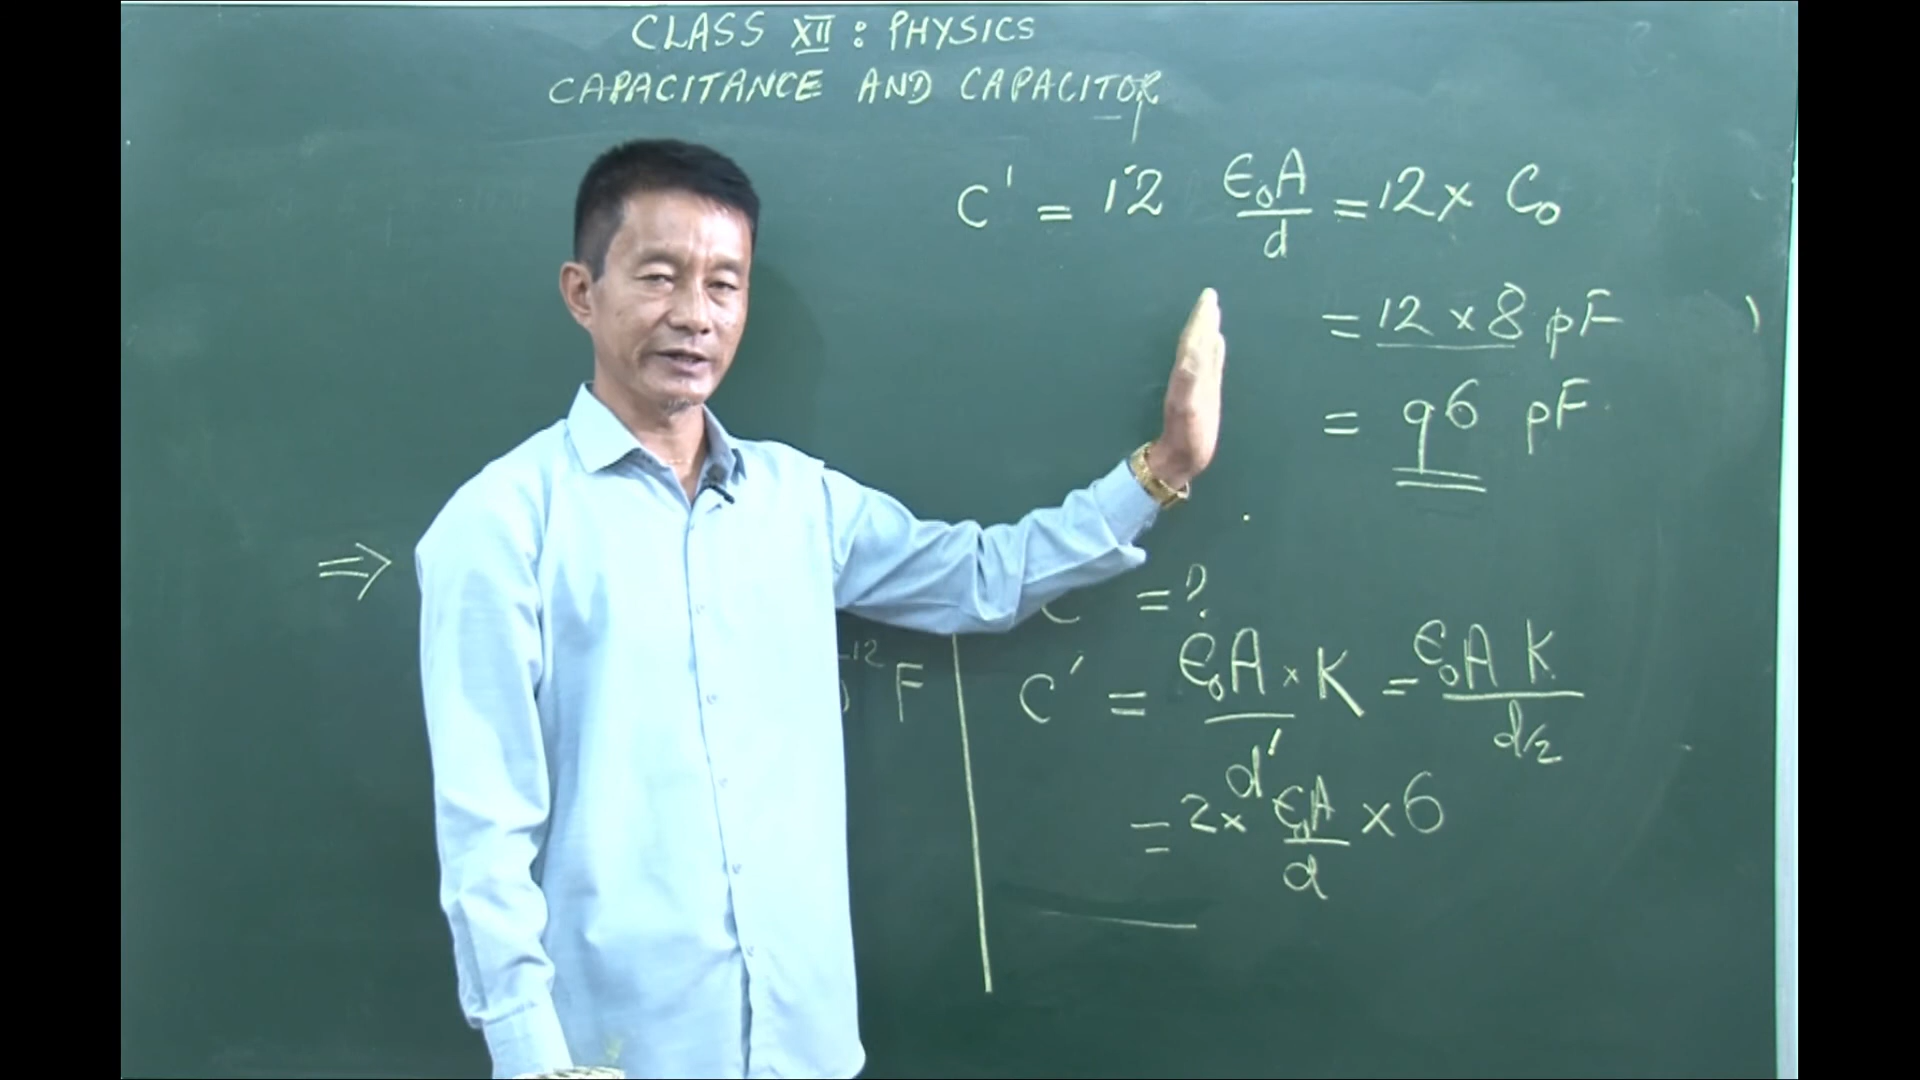 CLASS XII : PHYSICS
CAPACITANCE AND CAPACITOR
C' = 12 ε₀A/d = 12 × C₀
= 12 × 8 pF
= 96 pF
⇒
= ?
⁻¹² F
C' = ε₀A/d' × K = ε₀A K / d/2
= 2 × ε₀A/d × 6